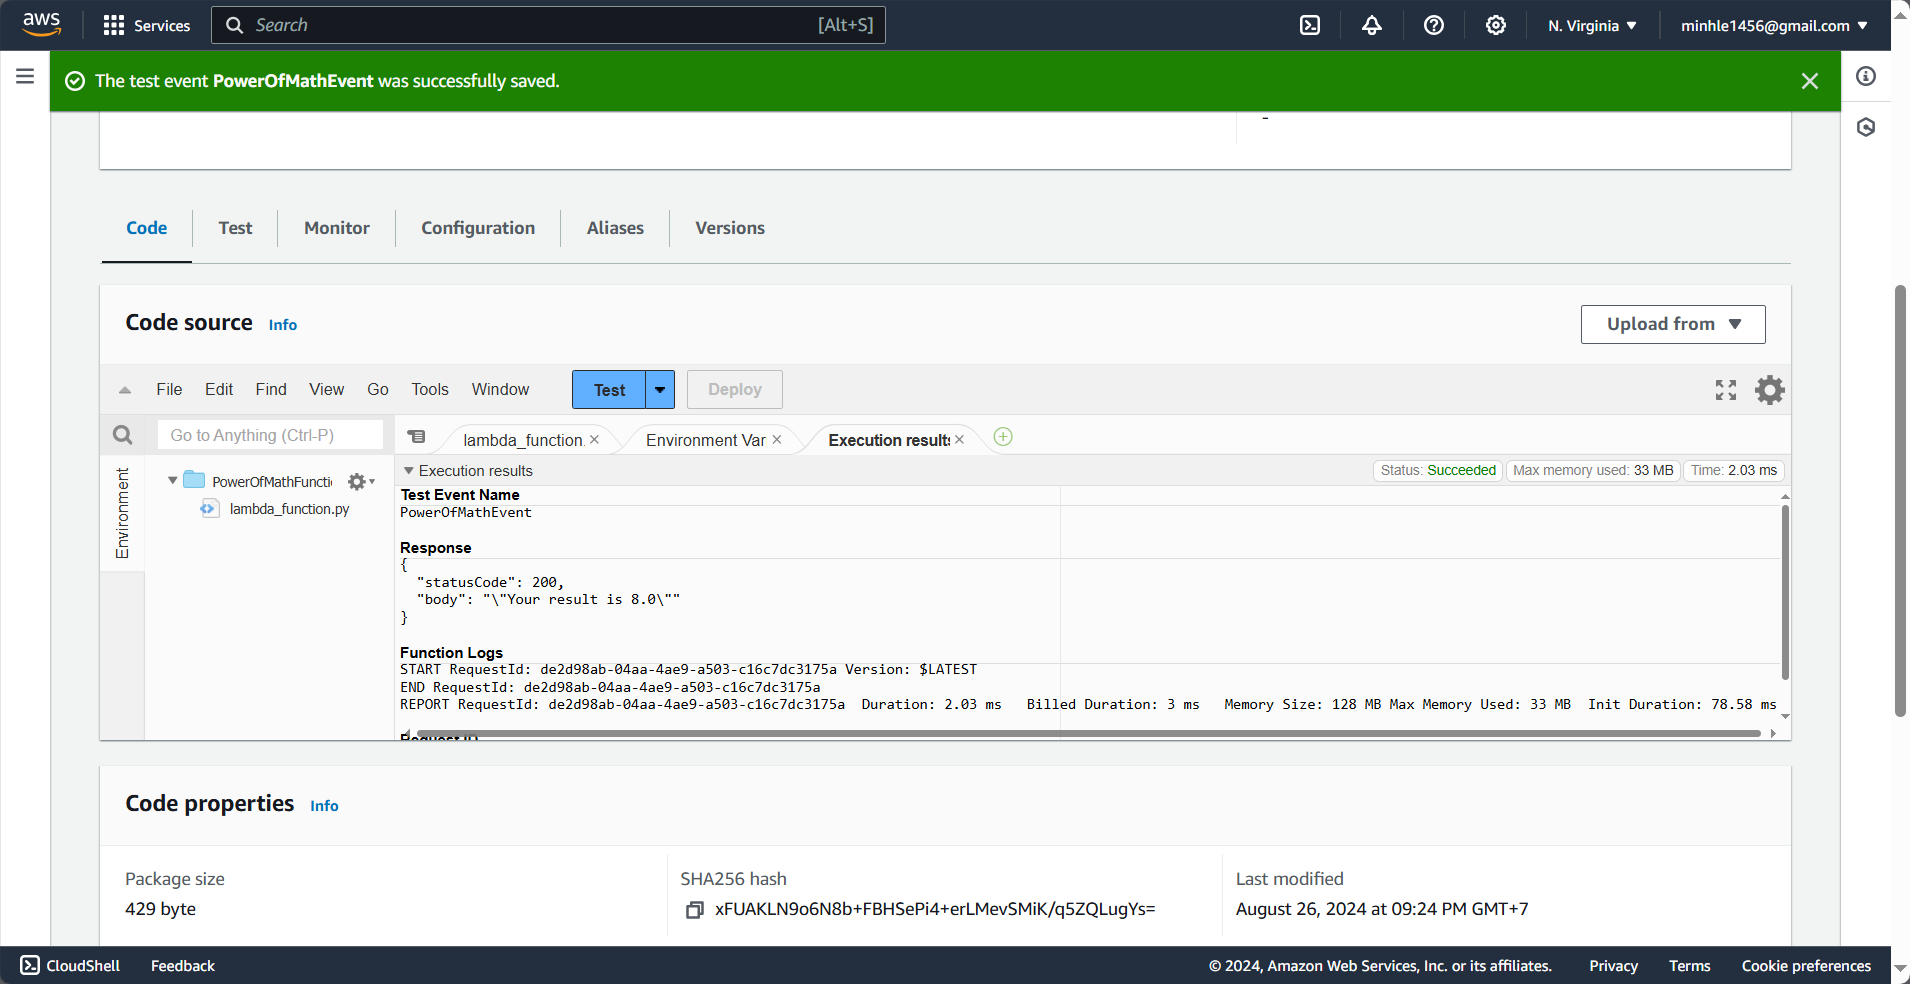 aws
Services
Search
[Alt+S]
N. Virginia
minhle1456@gmail.com
The test event PowerOfMathEvent was successfully saved.
-
Code
Test
Monitor
Configuration
Aliases
Versions
Code source
Info
Upload from
File
Edit
Find
View
Go
Tools
Window
Test
Deploy
Go to Anything (Ctrl-P)
lambda_function.
Environment Var
Execution results
Environment
PowerOfMathFuncti
lambda_function.py
Execution results
Status: Succeeded
Max memory used: 33 MB
Time: 2.03 ms
Test Event Name
PowerOfMathEvent
Response
{
"statusCode": 200,
"body": "\"Your result is 8.0\""
}
Function Logs
START RequestId: de2d98ab-04aa-4ae9-a503-c16c7dc3175a Version: $LATEST
END RequestId: de2d98ab-04aa-4ae9-a503-c16c7dc3175a
REPORT RequestId: de2d98ab-04aa-4ae9-a503-c16c7dc3175a Duration: 2.03 ms Billed Duration: 3 ms Memory Size: 128 MB Max Memory Used: 33 MB Init Duration: 78.58 ms
Request ID
Code properties
Info
Package size
429 byte
SHA256 hash
xFUAKLN9o6N8b+FBHSePi4+erLMevSMiK/q5ZQLugYs=
Last modified
August 26, 2024 at 09:24 PM GMT+7
CloudShell
Feedback
© 2024, Amazon Web Services, Inc. or its affiliates.
Privacy
Terms
Cookie preferences